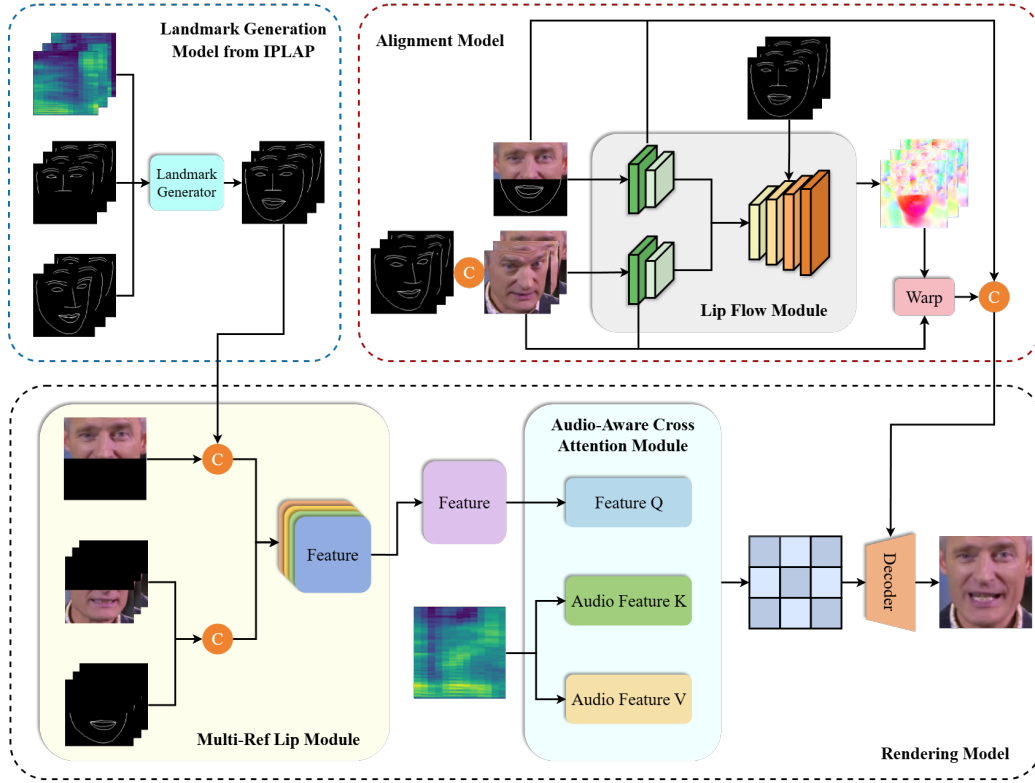 Landmark Generation
Model from IPLAP
Landmark
Generator
Alignment Model
C
Lip Flow Module
Warp
C
C
C
Feature
Multi-Ref Lip Module
Feature
Audio-Aware Cross
Attention Module
Feature Q
Audio Feature K
Audio Feature V
Decoder
Rendering Model